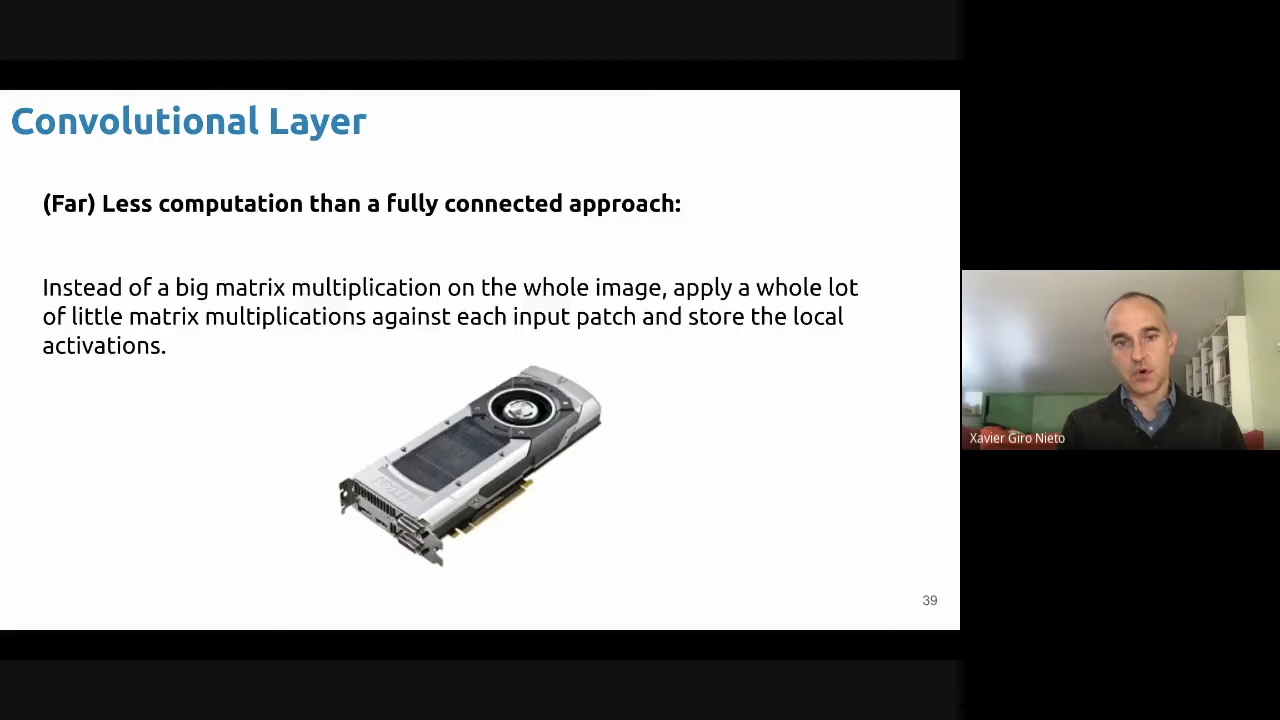 Convolutional Layer
(Far) Less computation than a fully connected approach:
Instead of a big matrix multiplication on the whole image, apply a whole lot
of little matrix multiplications against each input patch and store the local
activations.
39
Xavier Giro Nieto